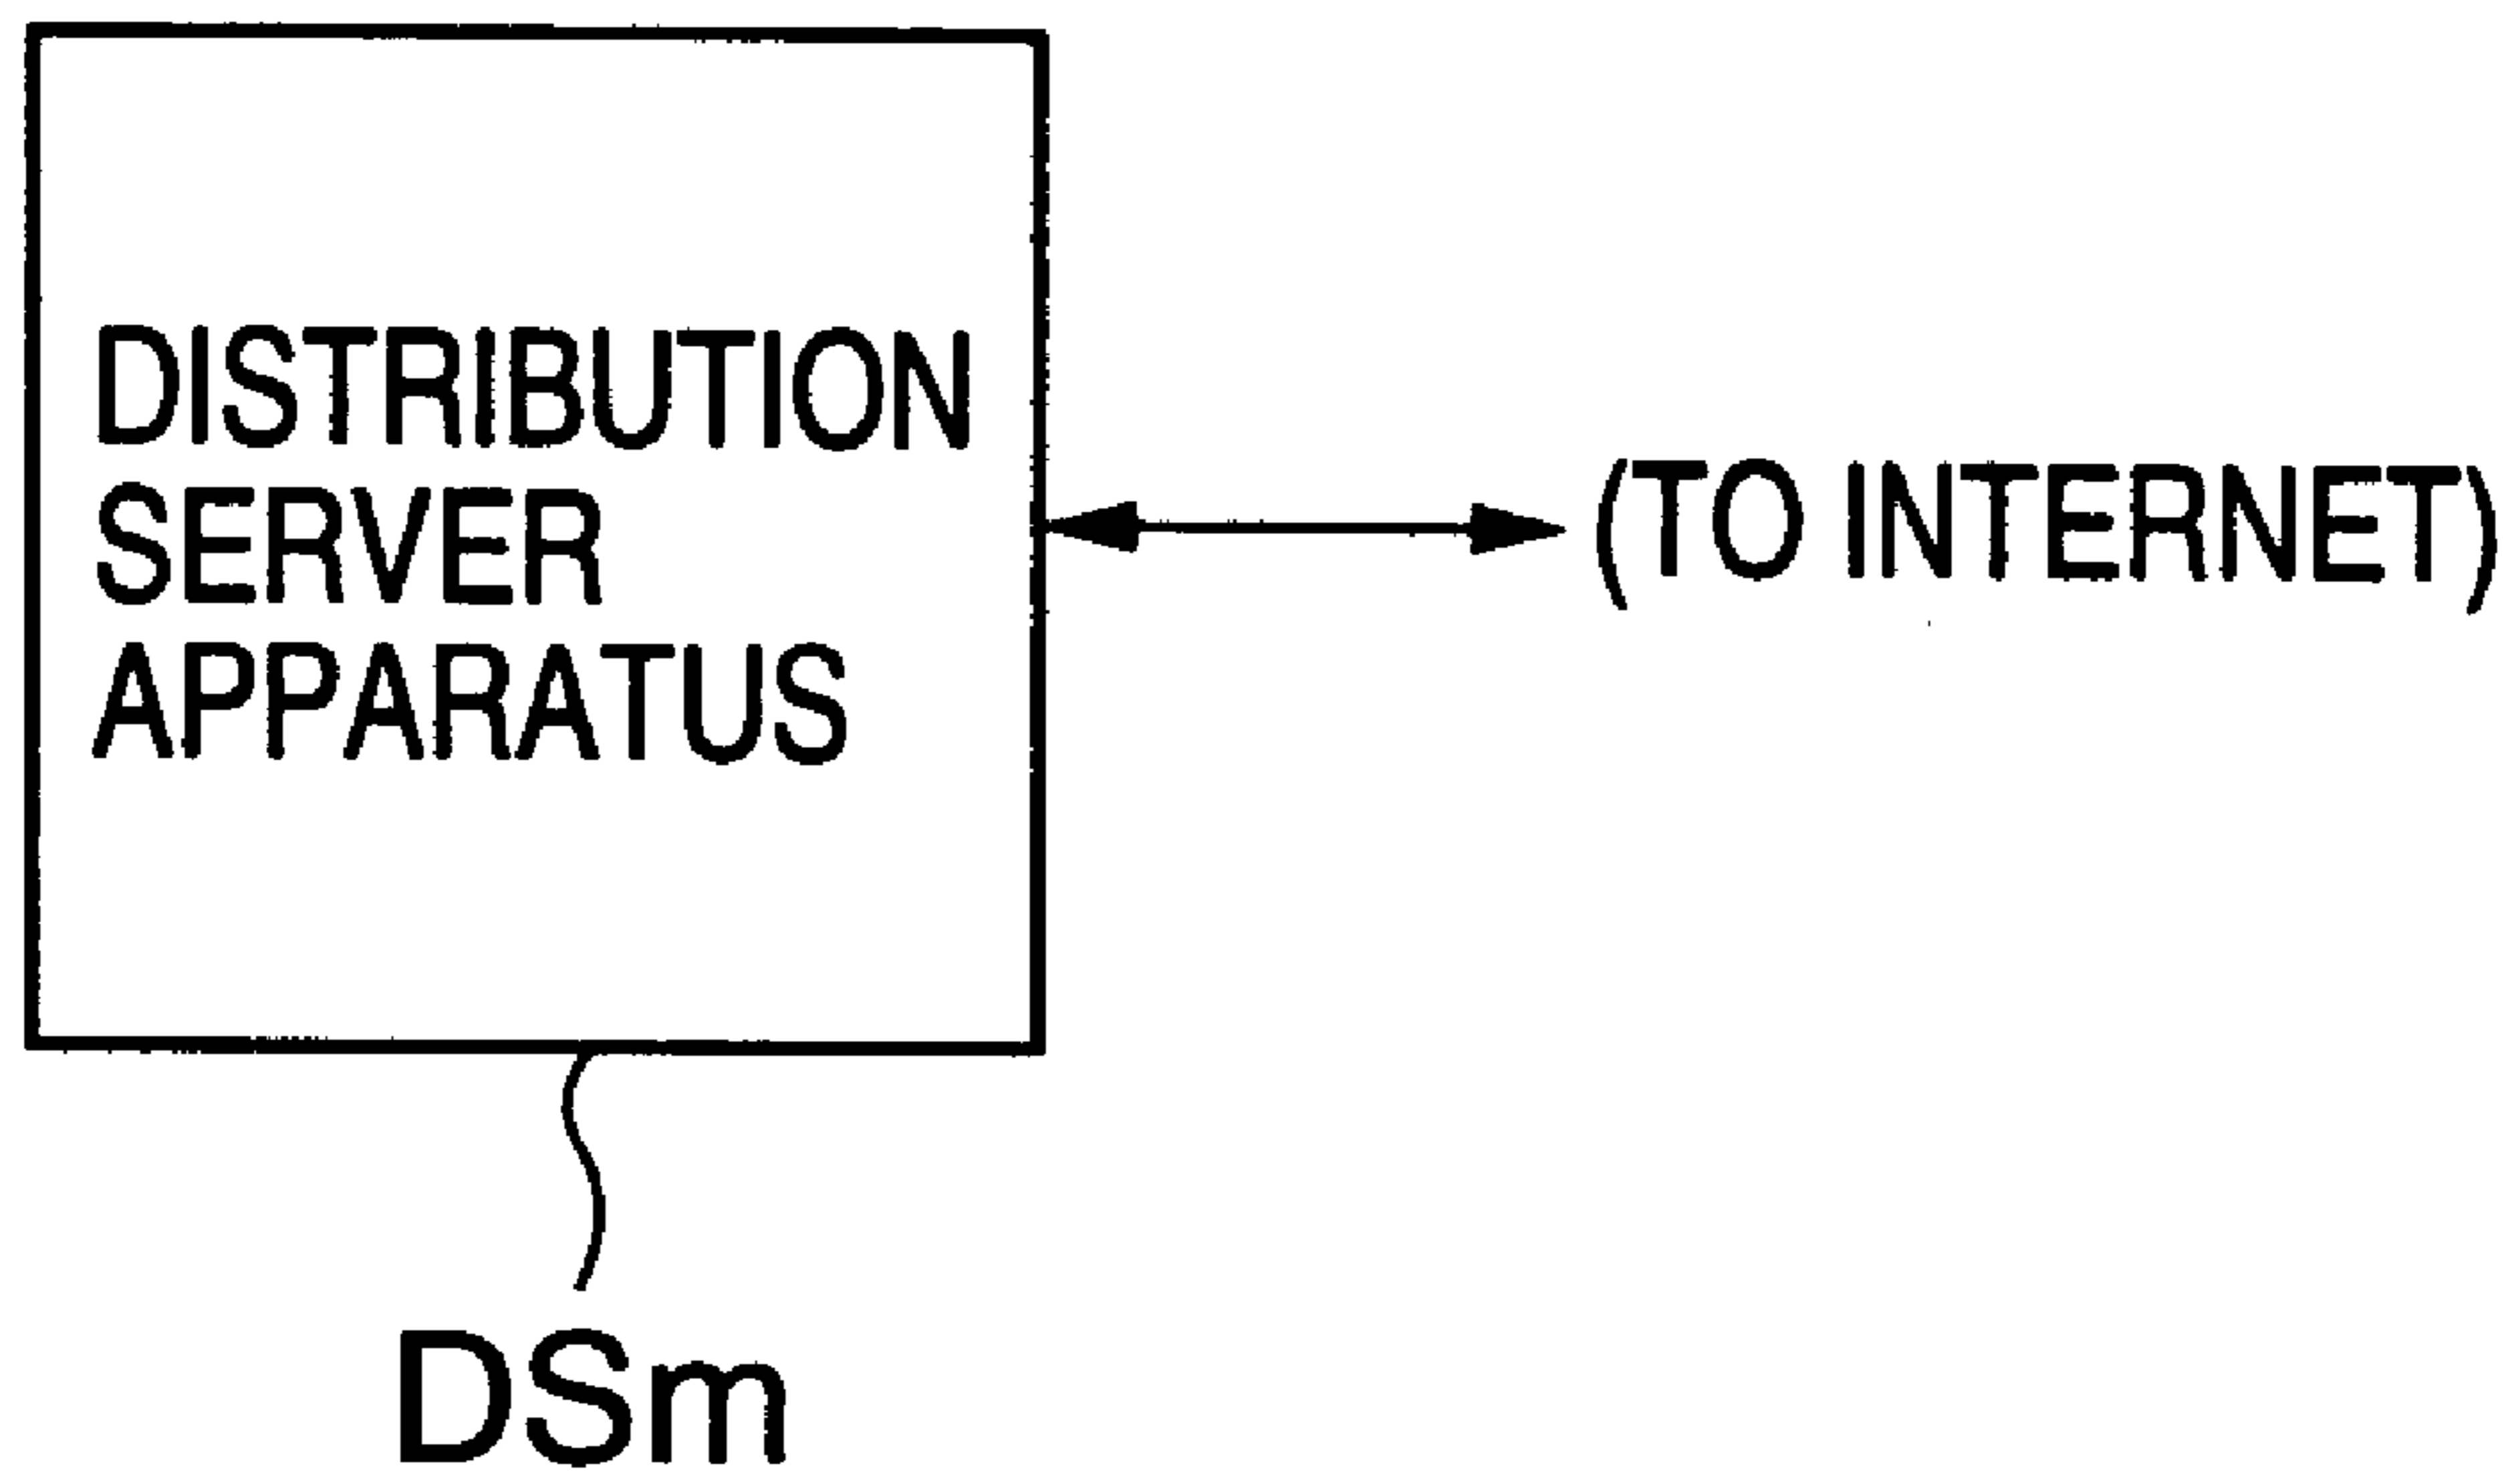 DISTRIBUTION
SERVER
APPARATUS
(TO INTERNET)
DSm